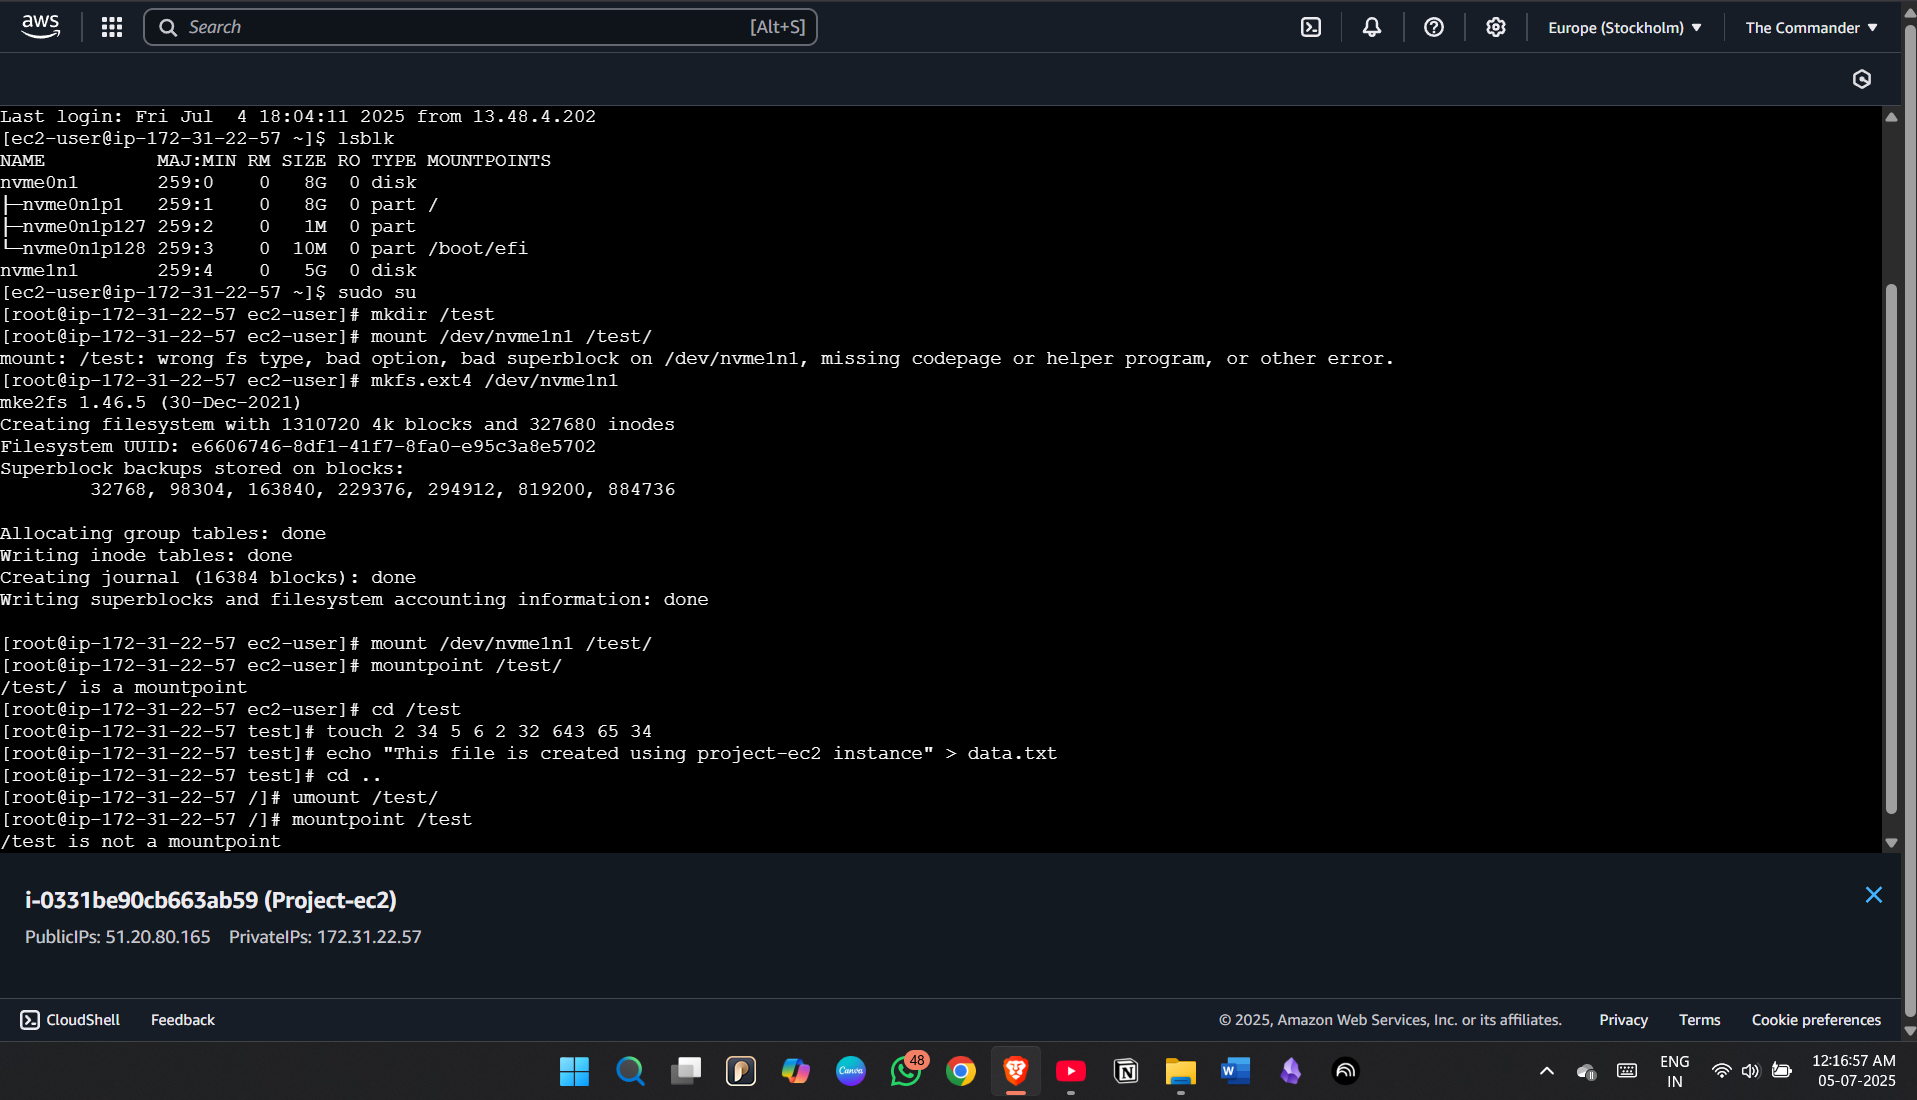 aws
Search [Alt+S]
Europe (Stockholm)
The Commander
Last login: Fri Jul  4 18:04:11 2025 from 13.48.4.202
[ec2-user@ip-172-31-22-57 ~]$ lsblk
NAME          MAJ:MIN RM SIZE RO TYPE MOUNTPOINTS
nvme0n1       259:0    0   8G  0 disk
├─nvme0n1p1   259:1    0   8G  0 part /
├─nvme0n1p127 259:2    0   1M  0 part
└─nvme0n1p128 259:3    0  10M  0 part /boot/efi
nvme1n1       259:4    0   5G  0 disk
[ec2-user@ip-172-31-22-57 ~]$ sudo su
[root@ip-172-31-22-57 ec2-user]# mkdir /test
[root@ip-172-31-22-57 ec2-user]# mount /dev/nvme1n1 /test/
mount: /test: wrong fs type, bad option, bad superblock on /dev/nvme1n1, missing codepage or helper program, or other error.
[root@ip-172-31-22-57 ec2-user]# mkfs.ext4 /dev/nvme1n1
mke2fs 1.46.5 (30-Dec-2021)
Creating filesystem with 1310720 4k blocks and 327680 inodes
Filesystem UUID: e6606746-8df1-41f7-8fa0-e95c3a8e5702
Superblock backups stored on blocks:
        32768, 98304, 163840, 229376, 294912, 819200, 884736
Allocating group tables: done
Writing inode tables: done
Creating journal (16384 blocks): done
Writing superblocks and filesystem accounting information: done
[root@ip-172-31-22-57 ec2-user]# mount /dev/nvme1n1 /test/
[root@ip-172-31-22-57 ec2-user]# mountpoint /test/
/test/ is a mountpoint
[root@ip-172-31-22-57 ec2-user]# cd /test
[root@ip-172-31-22-57 test]# touch 2 34 5 6 2 32 643 65 34
[root@ip-172-31-22-57 test]# echo "This file is created using project-ec2 instance" > data.txt
[root@ip-172-31-22-57 test]# cd ..
[root@ip-172-31-22-57 /]# umount /test/
[root@ip-172-31-22-57 /]# mountpoint /test
/test is not a mountpoint
i-0331be90cb663ab59 (Project-ec2)
PublicIPs: 51.20.80.165 PrivateIPs: 172.31.22.57
CloudShell Feedback © 2025, Amazon Web Services, Inc. or its affiliates. Privacy Terms Cookie preferences
Canva
48
W
ENG
IN
12:16:57 AM
05-07-2025